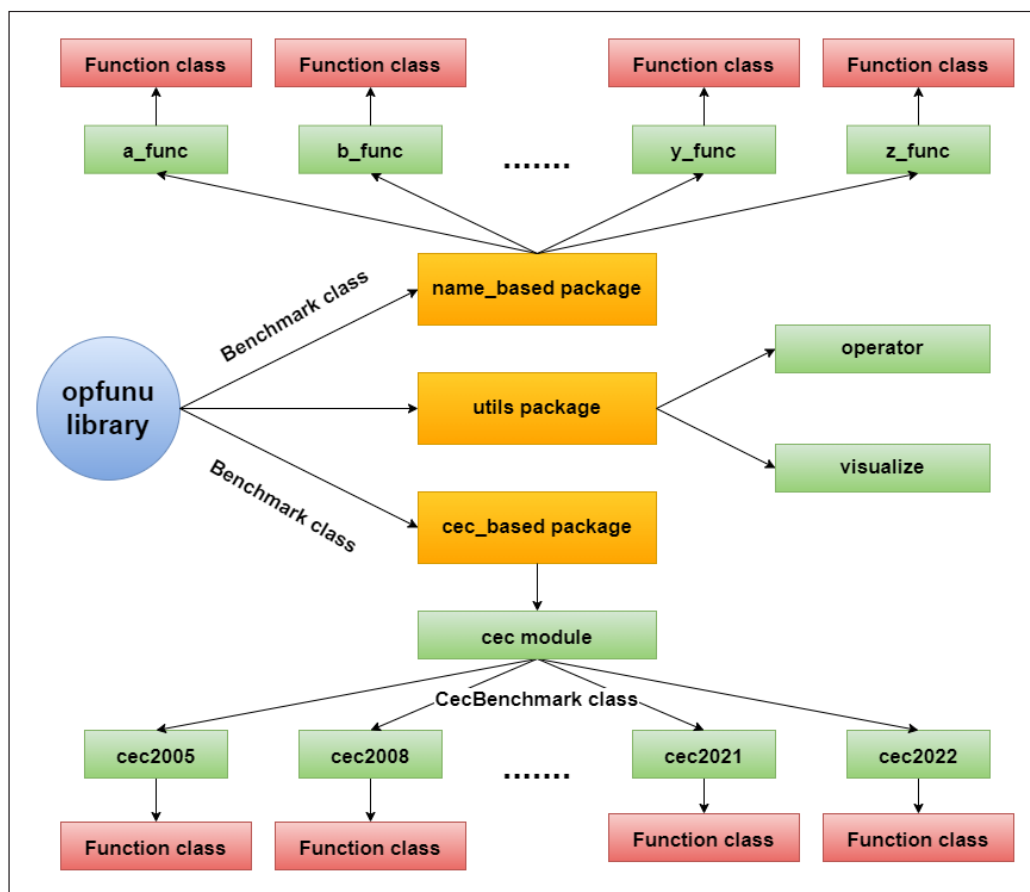 Function class
Function class
Function class
Function class
a_func
b_func
.......
y_func
z_func
Benchmark class
name_based package
operator
opfunu
library
utils package
visualize
Benchmark class
cec_based package
cec module
CecBenchmark class
cec2005
cec2008
.......
cec2021
cec2022
Function class
Function class
Function class
Function class